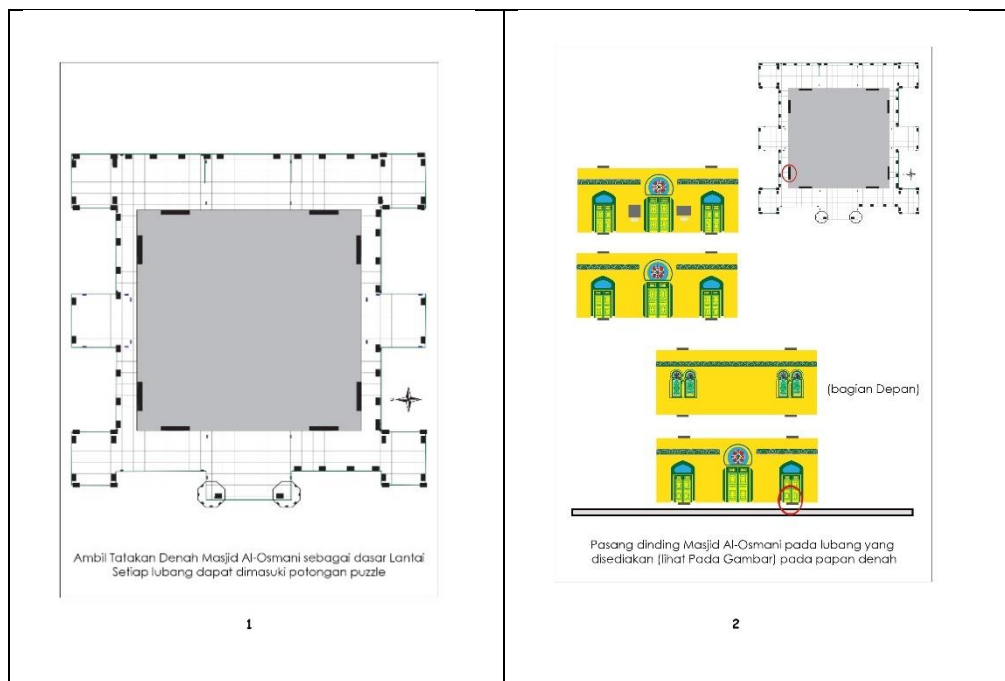 Ambil Tatakan Denah Masjid Al-Osmani sebagai dasar Lantai
Setiap lubang dapat dimasuki potongan puzzle
1
(bagian Depan)
Pasang dinding Masjid Al-Osmani pada lubang yang
disediakan (lihat Pada Gambar) pada papan denah
2